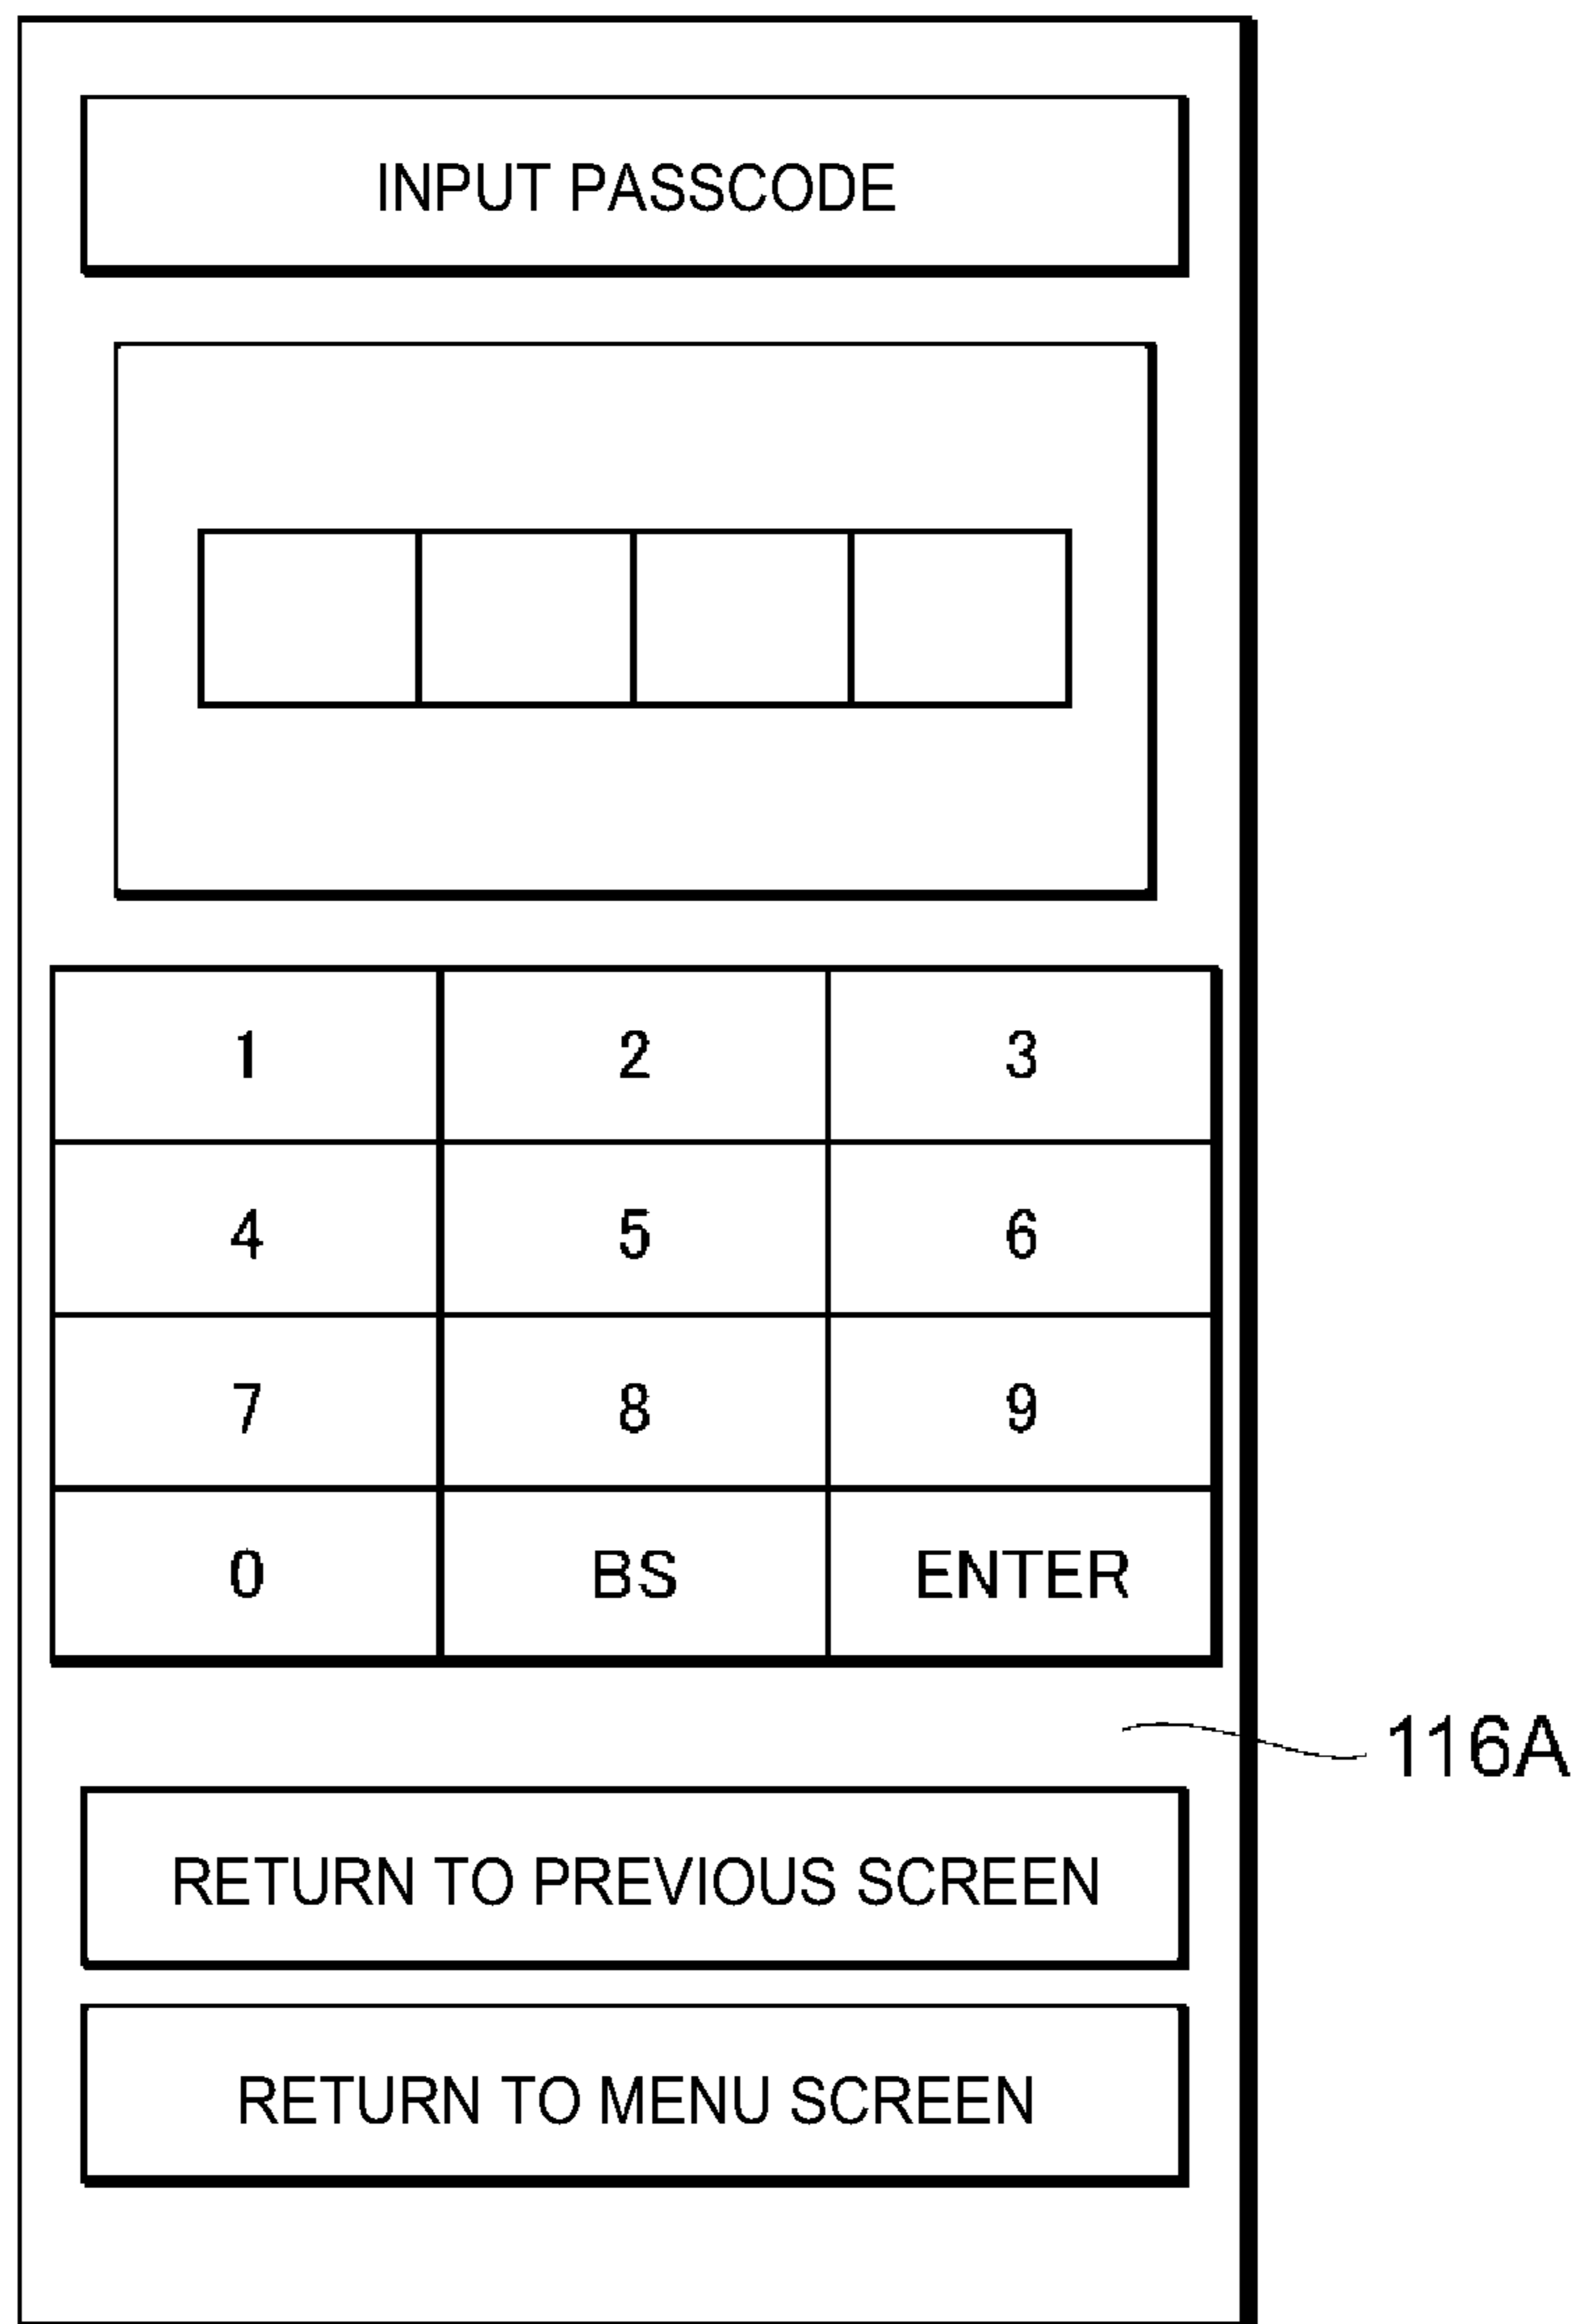 INPUT PASSCODE
1 2 3
4 5 6
7 8 9
0 BS ENTER
116A
RETURN TO PREVIOUS SCREEN
RETURN TO MENU SCREEN